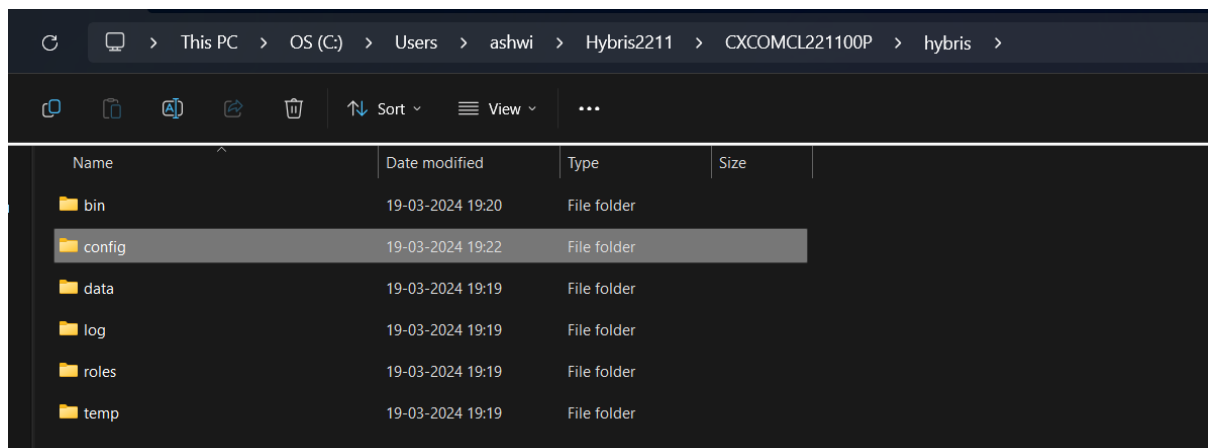 This PC > OS (C:) > Users > ashwi > Hybris2211 > CXCOMCL221100P > hybris >
Sort View
Name Date modified Type Size
bin 19-03-2024 19:20 File folder
config 19-03-2024 19:22 File folder
data 19-03-2024 19:19 File folder
log 19-03-2024 19:19 File folder
roles 19-03-2024 19:19 File folder
temp 19-03-2024 19:19 File folder